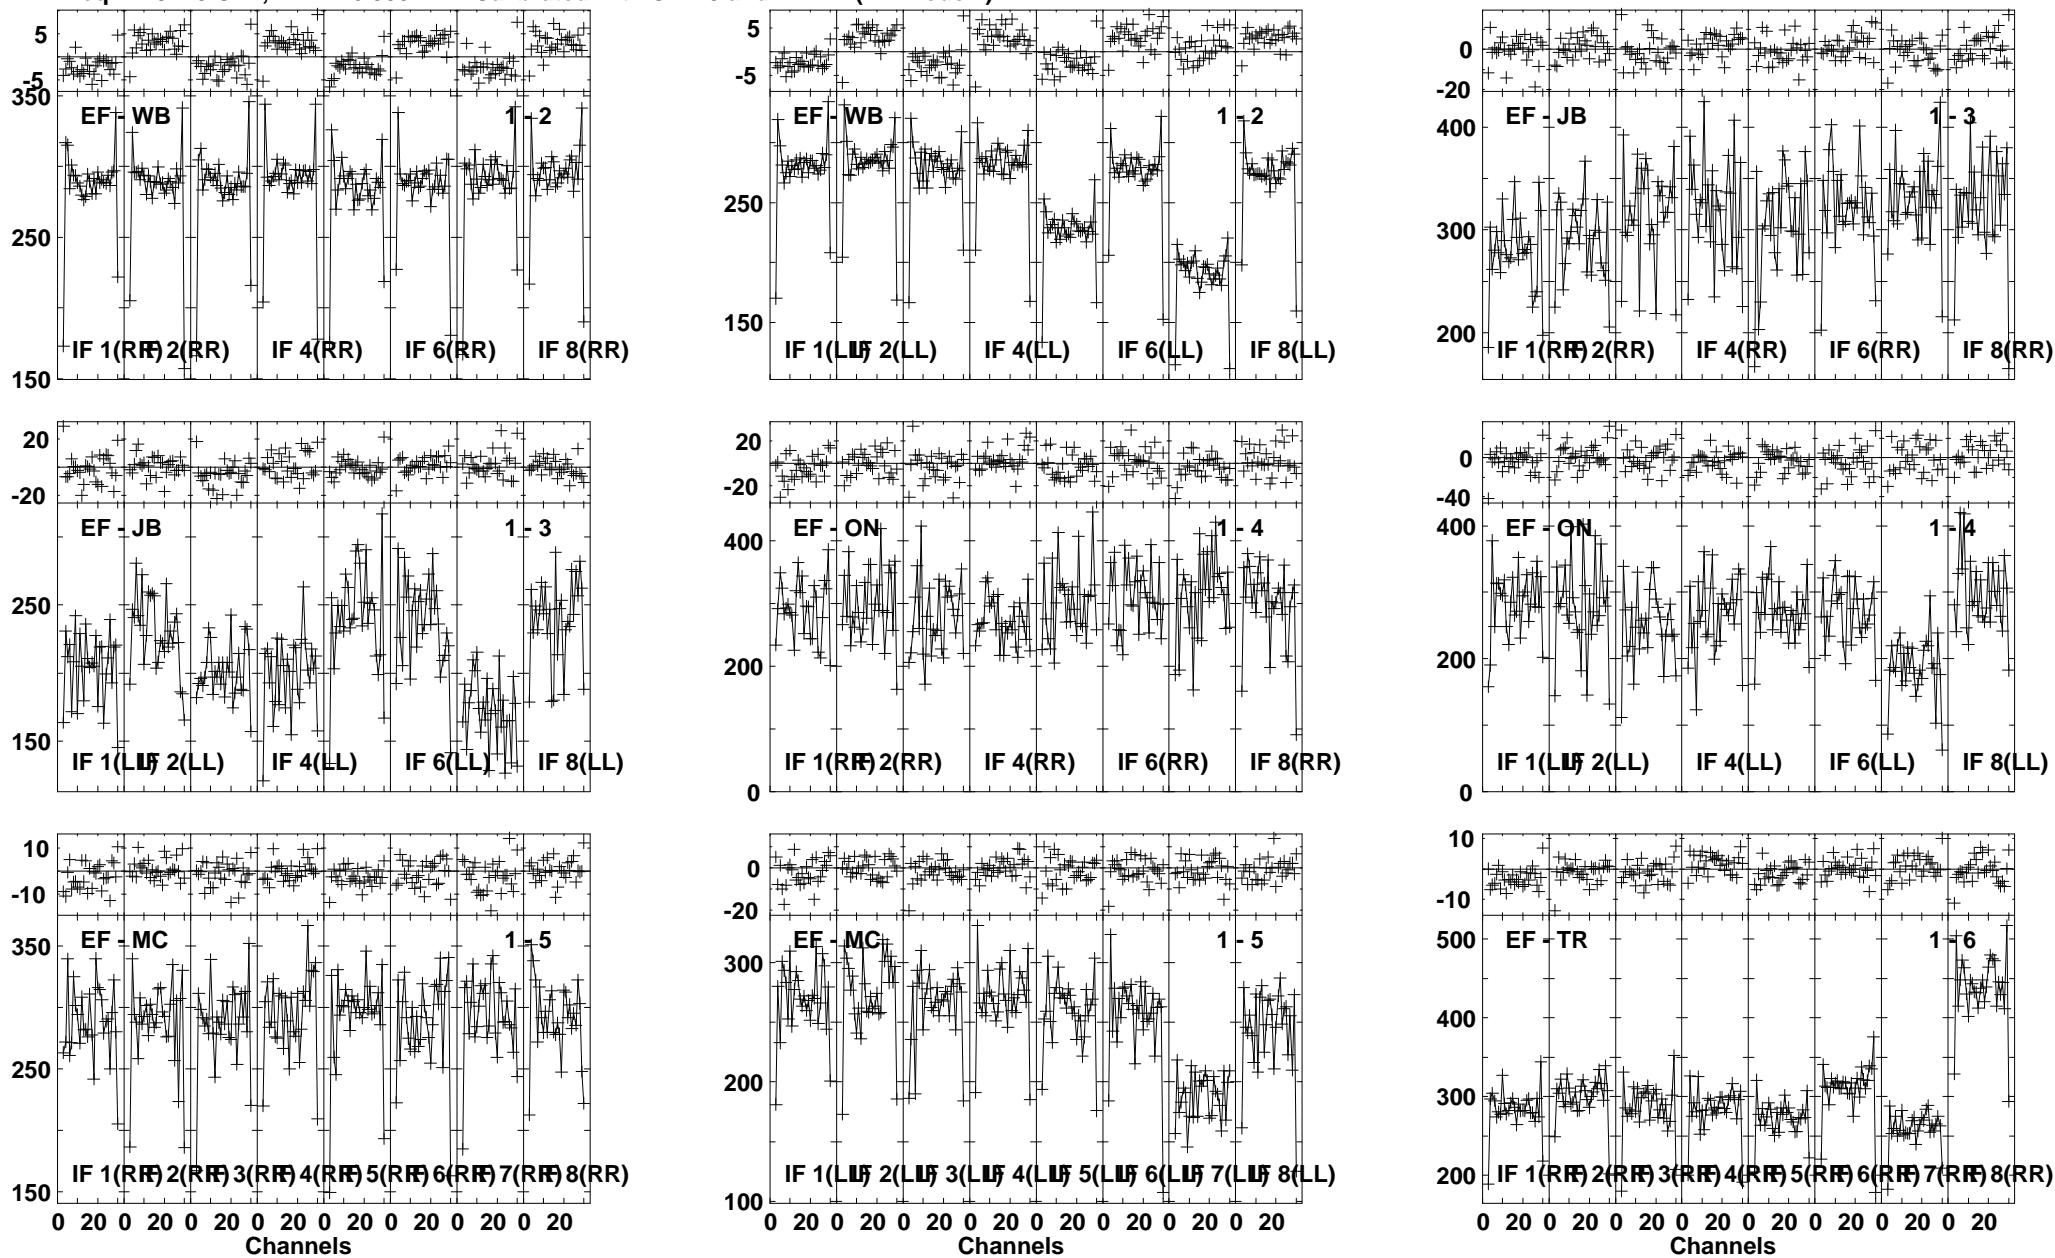 5
-5
350
250
150
EF - WB
1 - 2
IF 1(RR)
IF 2(RR)
IF 4(RR)
IF 6(RR)
IF 8(RR)
5
-5
250
150
EF - WB
1 - 2
IF 1(LL)
IF 2(LL)
IF 4(LL)
IF 6(LL)
IF 8(LL)
0
-20
400
300
200
EF - JB
1 - 3
IF 1(RR)
IF 2(RR)
IF 4(RR)
IF 6(RR)
IF 8(RR)
20
-20
250
150
EF - JB
1 - 3
IF 1(LL)
IF 2(LL)
IF 4(LL)
IF 6(LL)
IF 8(LL)
20
-20
400
200
0
EF - ON
1 - 4
IF 1(RR)
IF 2(RR)
IF 4(RR)
IF 6(RR)
IF 8(RR)
0
-40
400
200
0
EF - ON
1 - 4
IF 1(LL)
IF 2(LL)
IF 4(LL)
IF 6(LL)
IF 8(LL)
10
-10
350
250
150
EF - MC
1 - 5
IF 1(RR)
IF 2(RR)
IF 3(RR)
IF 4(RR)
IF 5(RR)
IF 6(RR)
IF 7(RR)
IF 8(RR)
0 20 0 20 0 20 0 20 0 20 0 20 0 20 0 20
Channels
0
-20
300
200
100
EF - MC
1 - 5
IF 1(LL)
IF 2(LL)
IF 3(LL)
IF 4(LL)
IF 5(LL)
IF 6(LL)
IF 7(LL)
IF 8(LL)
0 20 0 20 0 20 0 20 0 20 0 20 0 20 0 20
Channels
10
-10
500
400
300
200
EF - TR
1 - 6
IF 1(RR)
IF 2(RR)
IF 3(RR)
IF 4(RR)
IF 5(RR)
IF 6(RR)
IF 7(RR)
IF 8(RR)
0 20 0 20 0 20 0 20 0 20 0 20 0 20 0 20
Channels